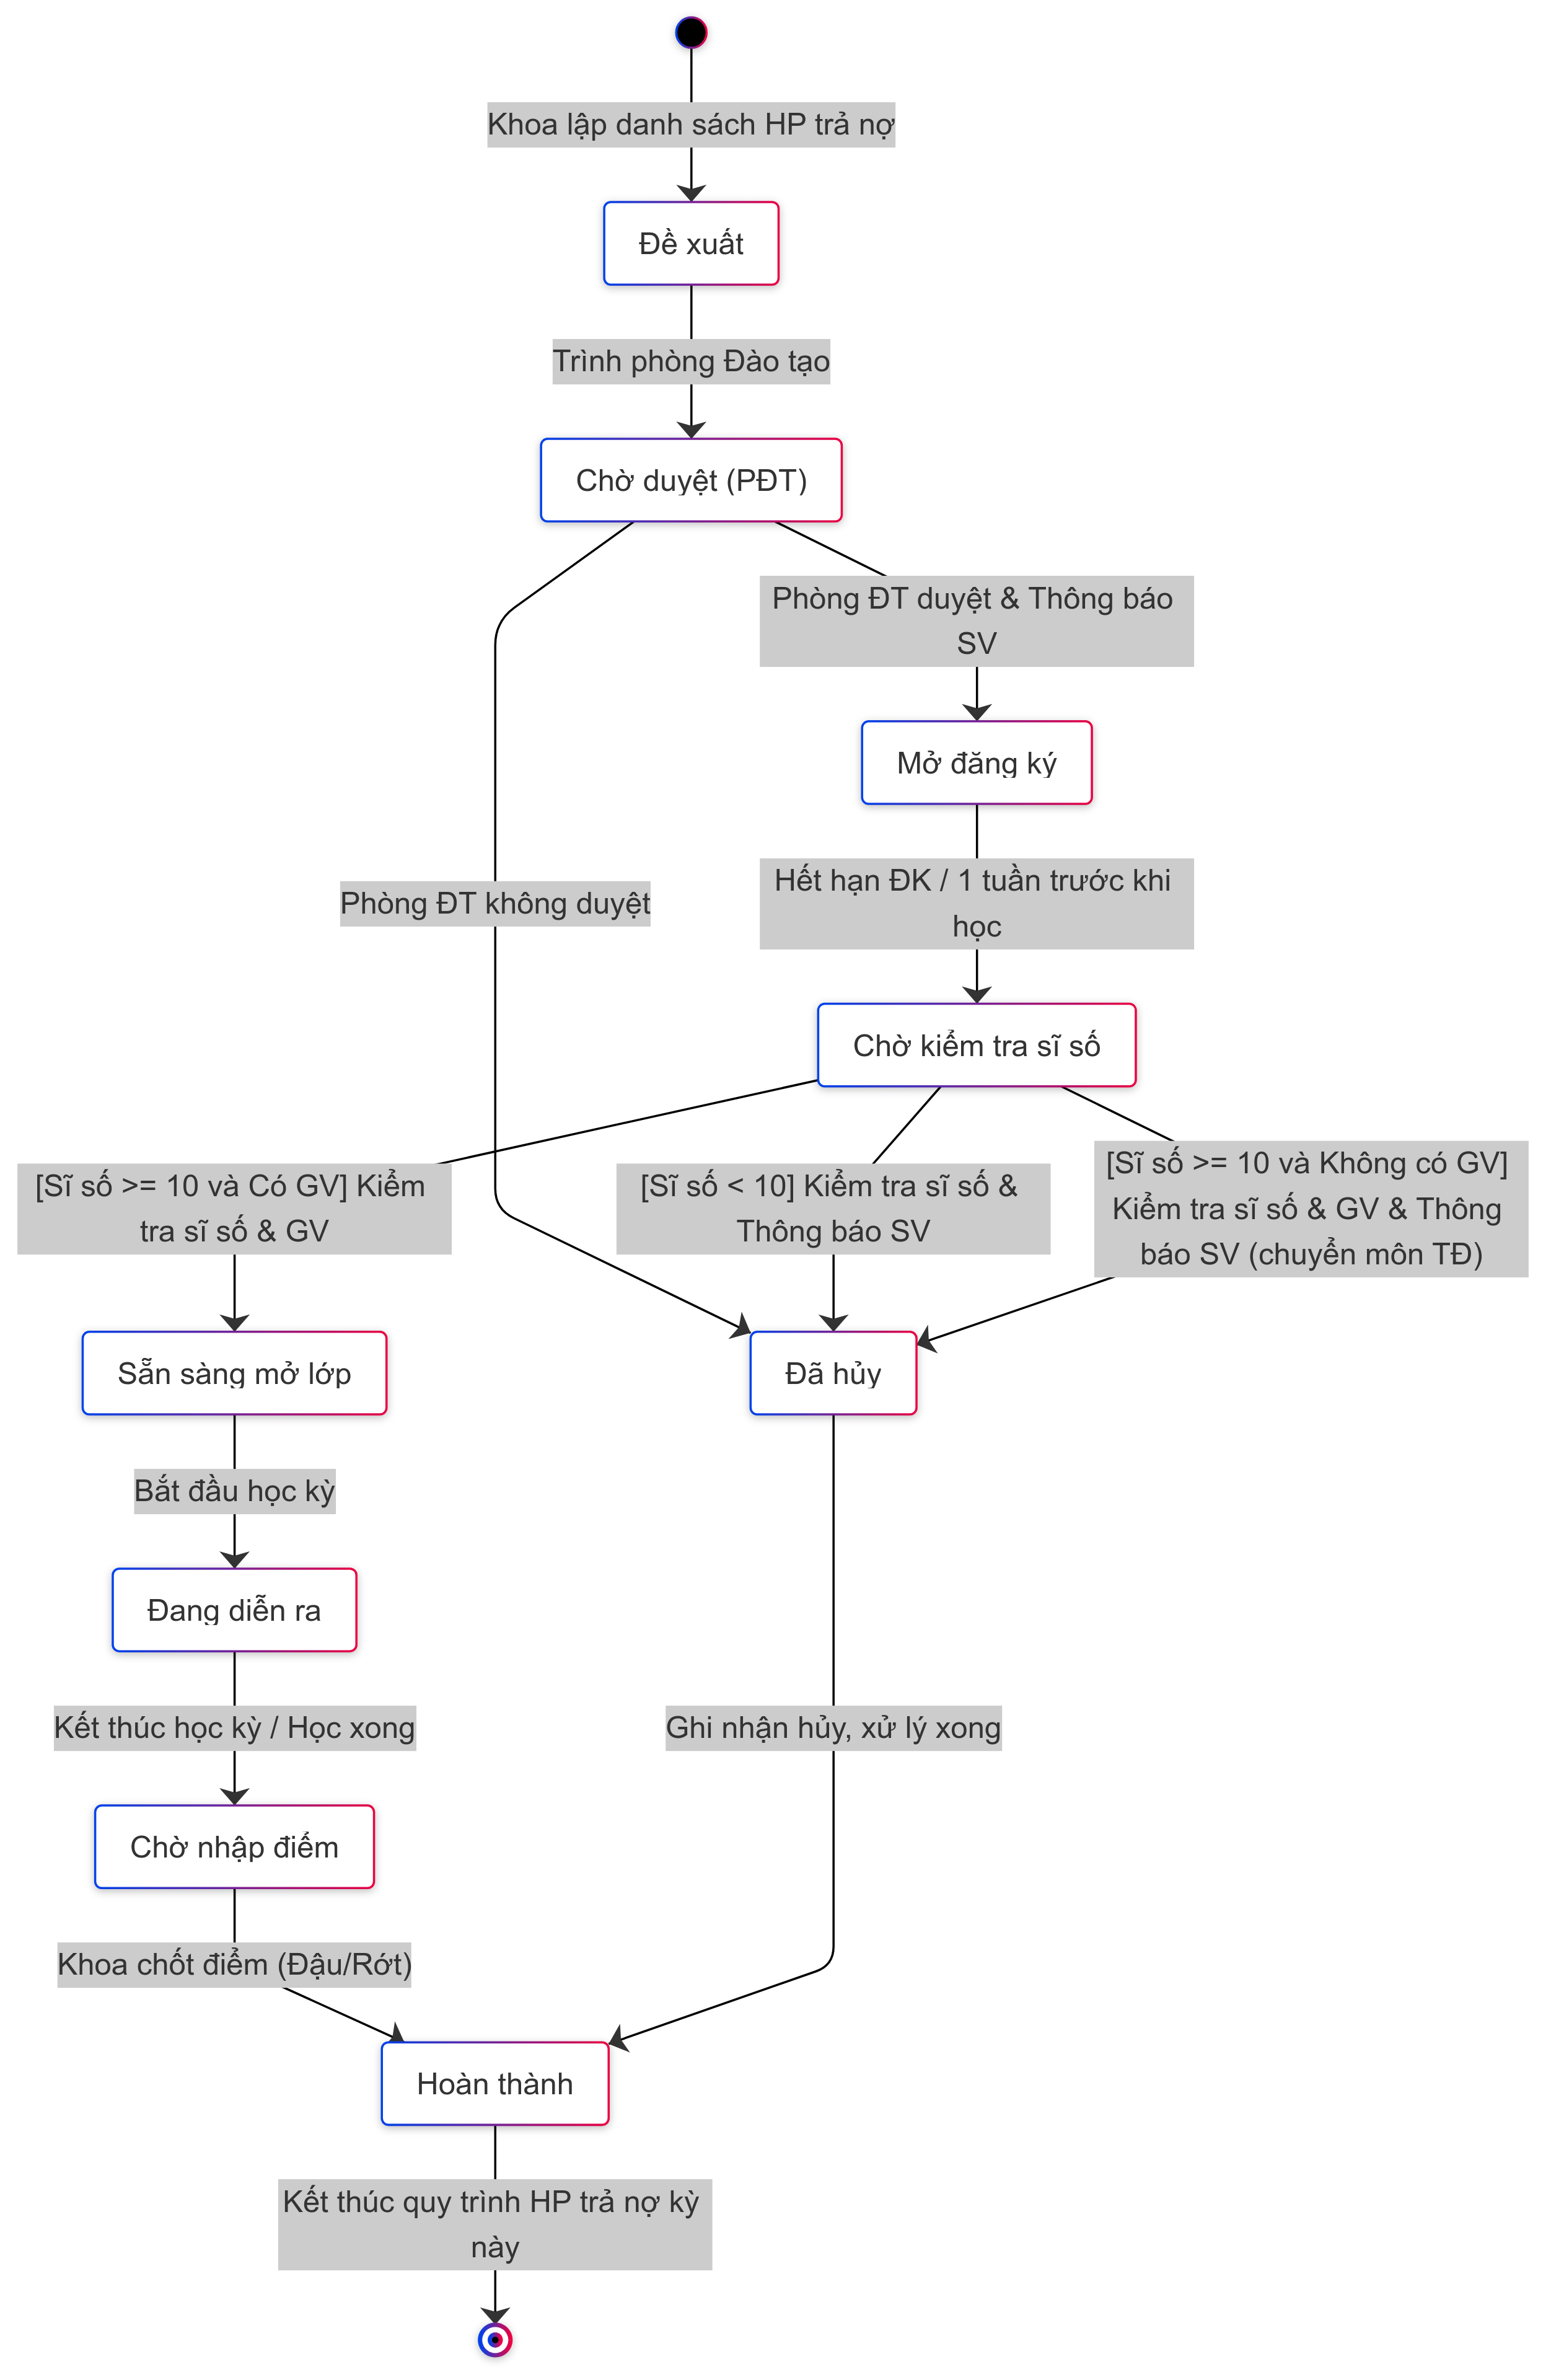 Khoa lập danh sách HP trả nợ
Đề xuất
Trình phòng Đào tạo
Chờ duyệt (PĐT)
Phòng ĐT duyệt & Thông báo
SV
Mở đăng ký
Phòng ĐT không duyệt
Hết hạn ĐK / 1 tuần trước khi
học
Chờ kiểm tra sĩ số
[Sĩ số >= 10 và Có GV] Kiểm
tra sĩ số & GV
[Sĩ số < 10] Kiểm tra sĩ số &
Thông báo SV
[Sĩ số >= 10 và Không có GV]
Kiểm tra sĩ số & GV & Thông
báo SV (chuyển môn TĐ)
Sẵn sàng mở lớp
Đã hủy
Bắt đầu học kỳ
Đang diễn ra
Kết thúc học kỳ / Học xong
Ghi nhận hủy, xử lý xong
Chờ nhập điểm
Khoa chốt điểm (Đậu/Rớt)
Hoàn thành
Kết thúc quy trình HP trả nợ kỳ
này